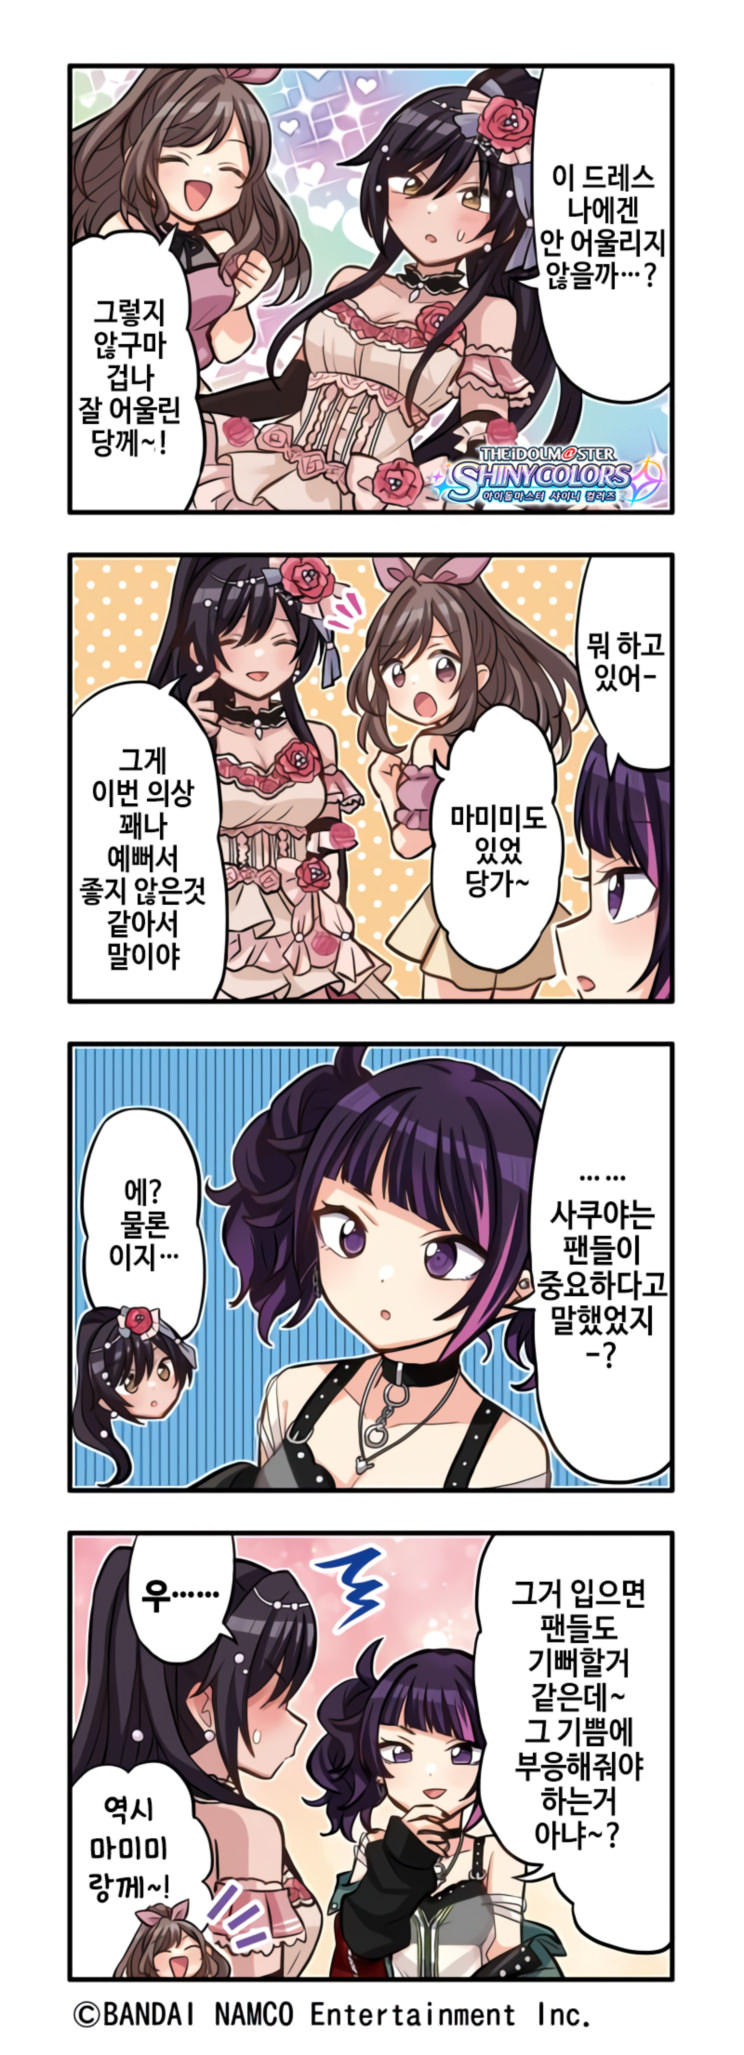 이 드레스
나에겐
안 어울리지
않을까…?
그렇지
않구마
겁나
잘 어울린
당께~!
THE iDOLM@STER
SHINYCOLORS
아이돌마스터 샤이니 컬러즈
뭐 하고
있어-
마미미도
있었
당가~
그게
이번 의상
꽤나
예뻐서
좋지 않은것
같아서
말이야
……
사쿠야는
팬들이
중요하다고
말했었지
-?
에?
물론
이지…
그거 입으면
팬들도
기뻐할거
같은데~
그 기쁨에
부응해줘야
하는거
아냐~?
우……
역시
마미미
랑께~!
©BANDAI NAMCO Entertainment Inc.